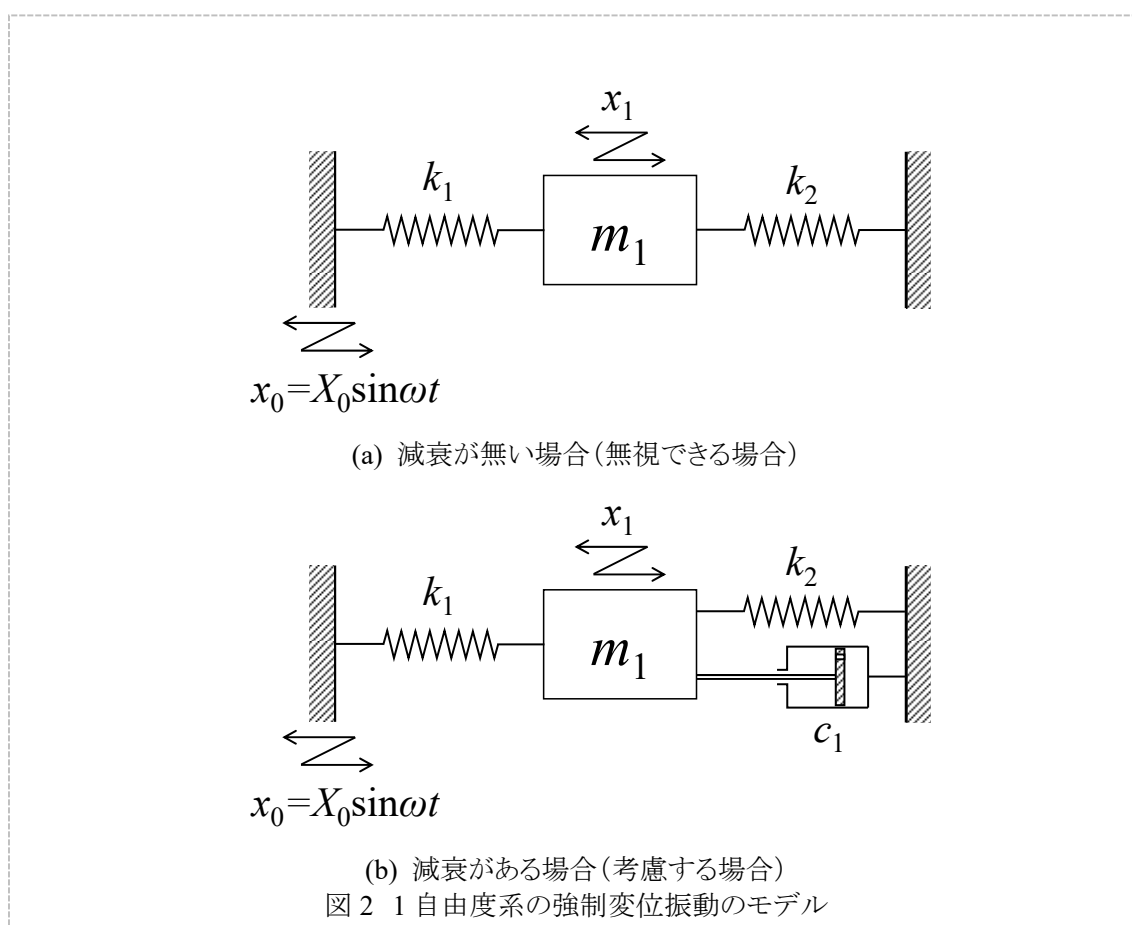 x₁
k₁
k₂
m₁
x₀=X₀sinωt
(a) 減衰が無い場合(無視できる場合)
x₁
k₁
k₂
m₁
c₁
x₀=X₀sinωt
(b) 減衰がある場合(考慮する場合)
図 2 1 自由度系の強制変位振動のモデル